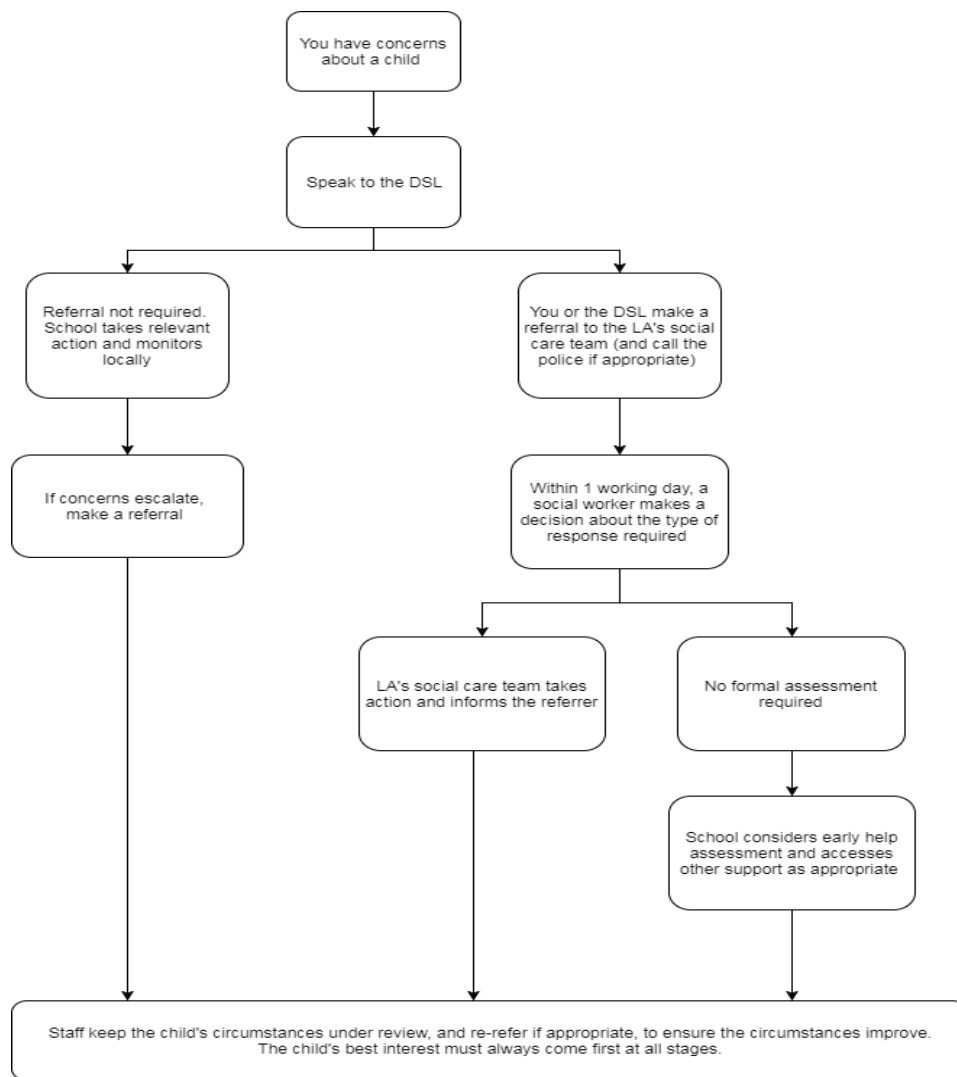 You have concerns
about a child
Speak to the DSL
Referral not required.
School takes relevant
action and monitors
locally
You or the DSL make a
referral to the LA's social
care team (and call the
police if appropriate)
If concerns escalate,
make a referral
Within 1 working day, a
social worker makes a
decision about the type of
response required
LA's social care team takes
action and informs the referrer
No formal assessment
required
School considers early help
assessment and accesses
other support as appropriate
Staff keep the child's circumstances under review, and re-refer if appropriate, to ensure the circumstances improve.
The child's best interest must always come first at all stages.